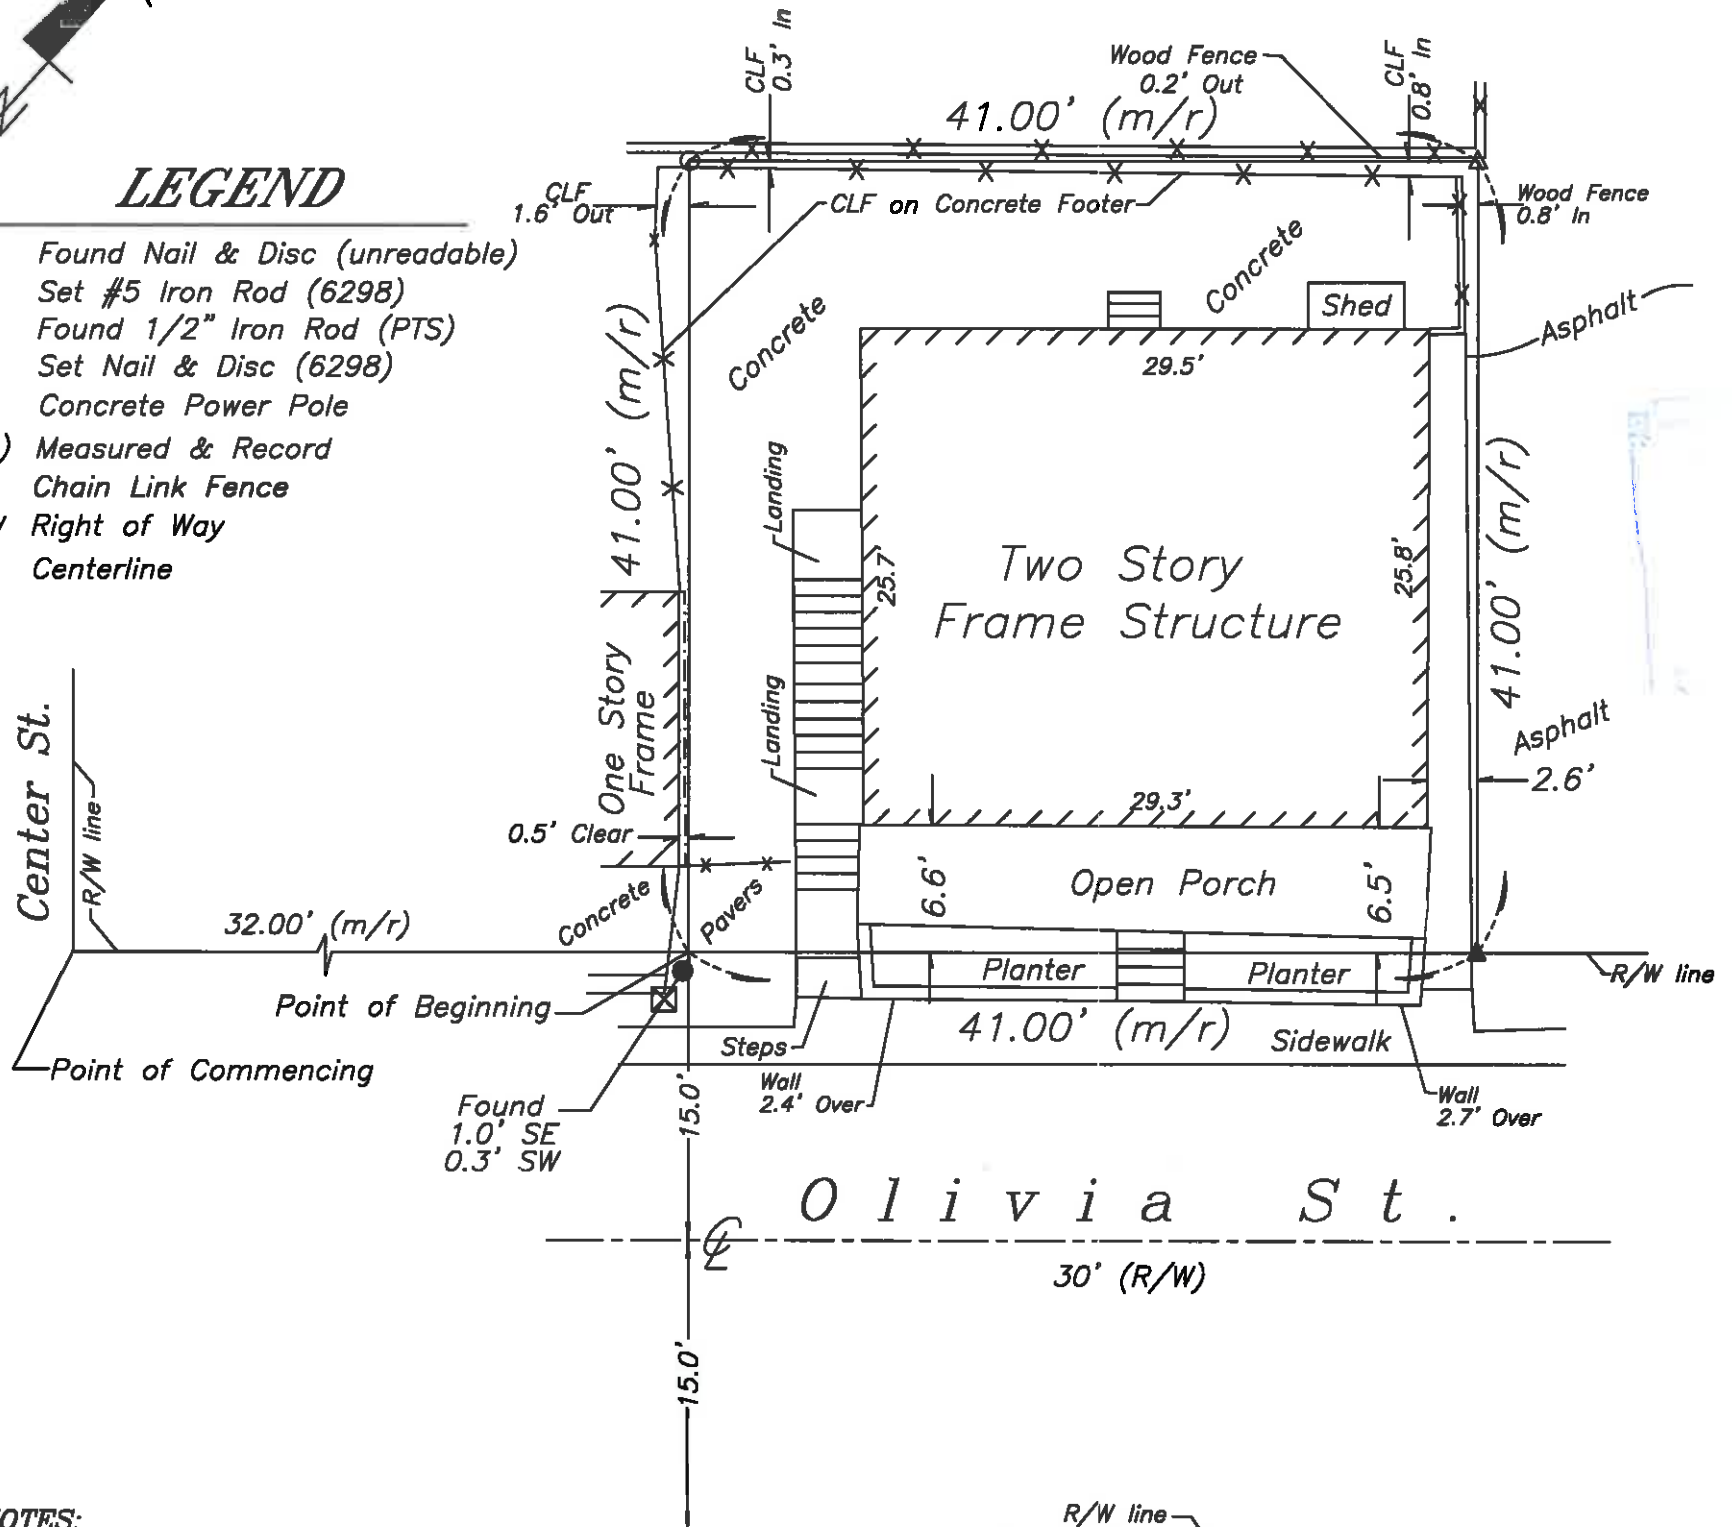 LEGEND
Found Nail & Disc (unreadable)
Set #5 Iron Rod (6298)
Found 1/2" Iron Rod (PTS)
Set Nail & Disc (6298)
Concrete Power Pole
) Measured & Record
Chain Link Fence
Right of Way
Centerline
CLF
0.3' In
Wood Fence
0.2' Out
CLF
0.8' In
41.00' (m/r)
CLF
1.6' Out
CLF on Concrete Footer
Wood Fence
0.8' In
Concrete
Concrete
Shed
Asphalt
29.5'
41.00' (m/r)
Landing
25.7'
Two Story
Frame Structure
25.8'
41.00' (m/r)
One Story
Frame
Landing
Asphalt
2.6'
29.3'
0.5' Clear
Center St.
R/W line
32.00' (m/r)
Concrete
Pavers
6.6'
Open Porch
6.5'
Planter
Planter
R/W line
Point of Beginning
Point of Commencing
Steps
41.00' (m/r)
Sidewalk
Wall
2.4' Over
Wall
2.7' Over
Found
1.0' SE
0.3' SW
15.0'
Olivia St.
30' (R/W)
15.0'
R/W line
OTES: